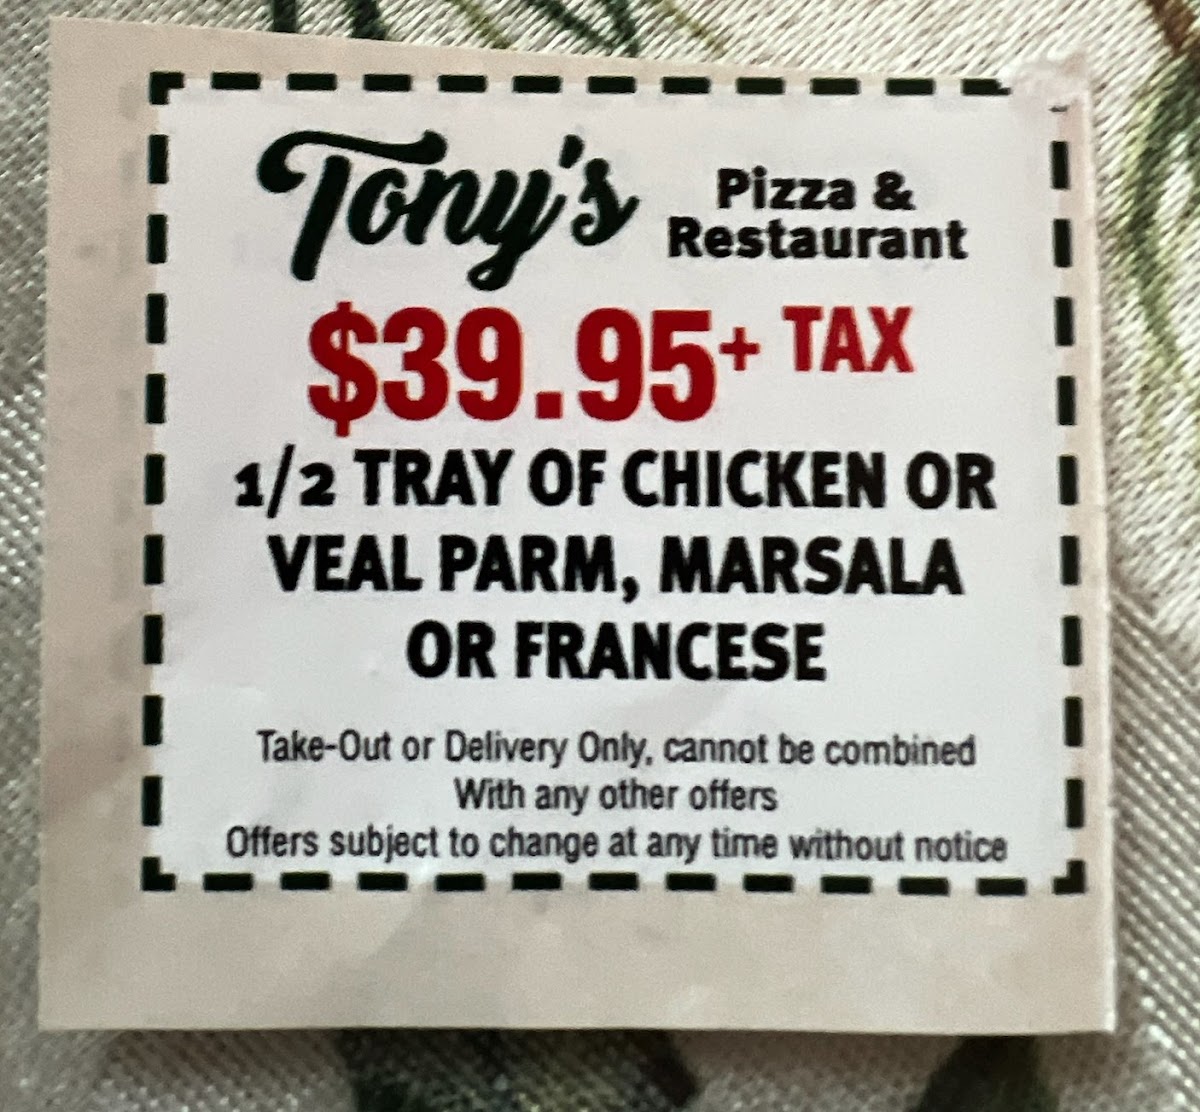 Tony's Pizza &
Restaurant
$39.95+ TAX
1/2 TRAY OF CHICKEN OR
VEAL PARM, MARSALA
OR FRANCESE
Take-Out or Delivery Only, cannot be combined
With any other offers
Offers subject to change at any time without notice